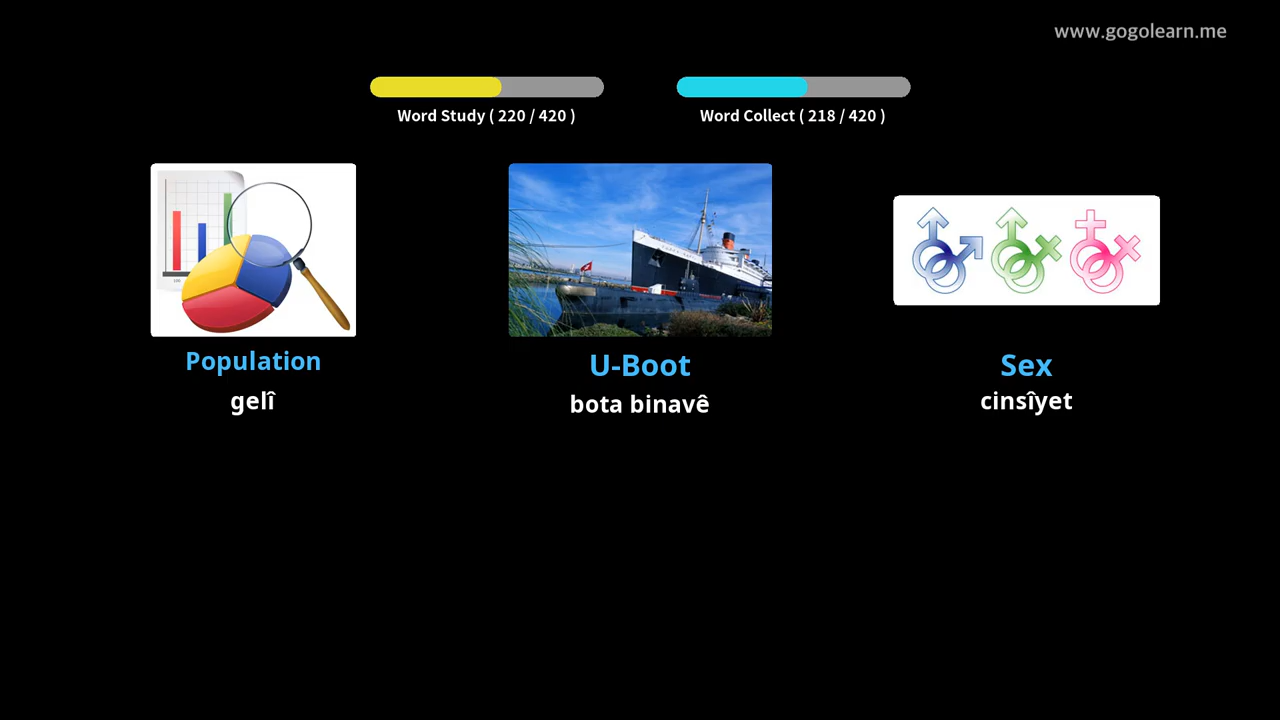 www.gogolearn.me
Word Study ( 220 / 420 )
Word Collect ( 218 / 420 )
Population
gelî
U-Boot
bota binavê
Sex
cinsîyet